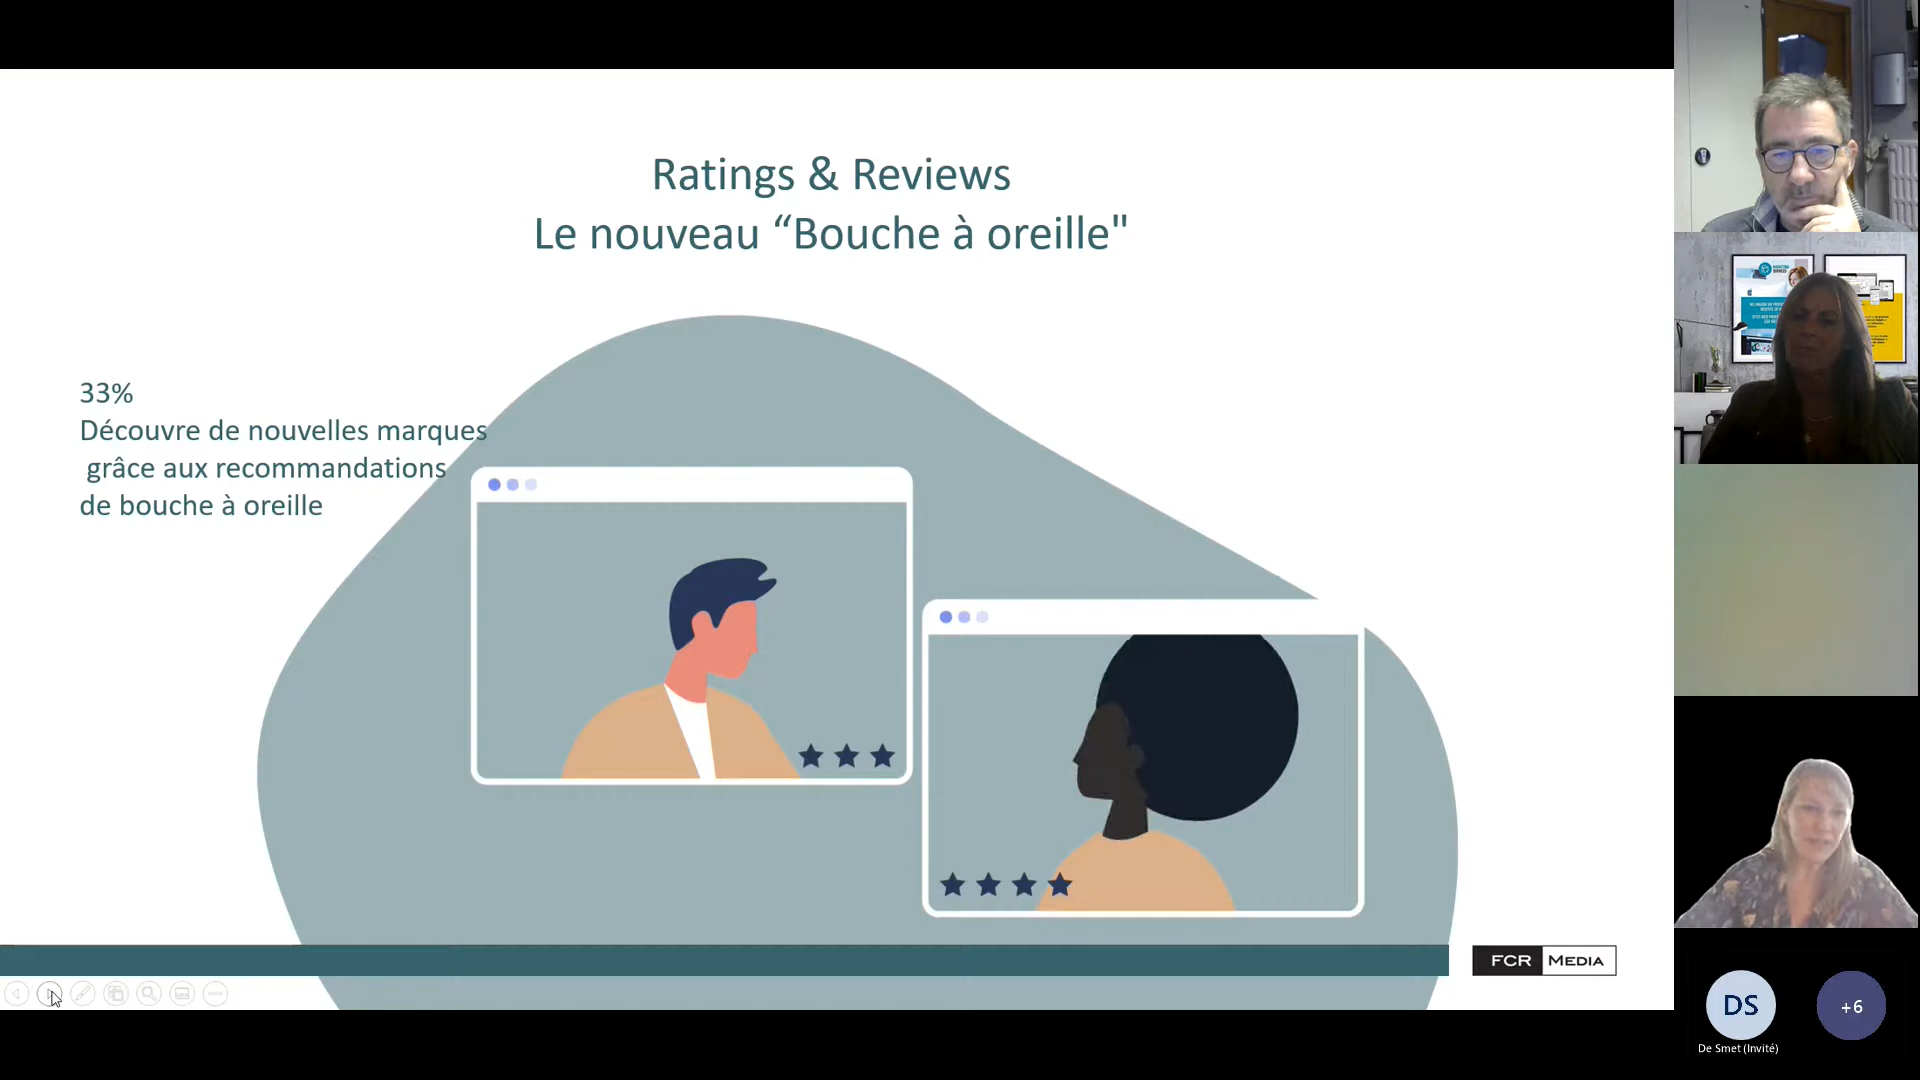 Ratings & Reviews
Le nouveau “Bouche à oreille"
33%
Découvre de nouvelles marques
grâce aux recommandations
de bouche à oreille
FCR MEDIA
DS
+6
De Smet (Invité)